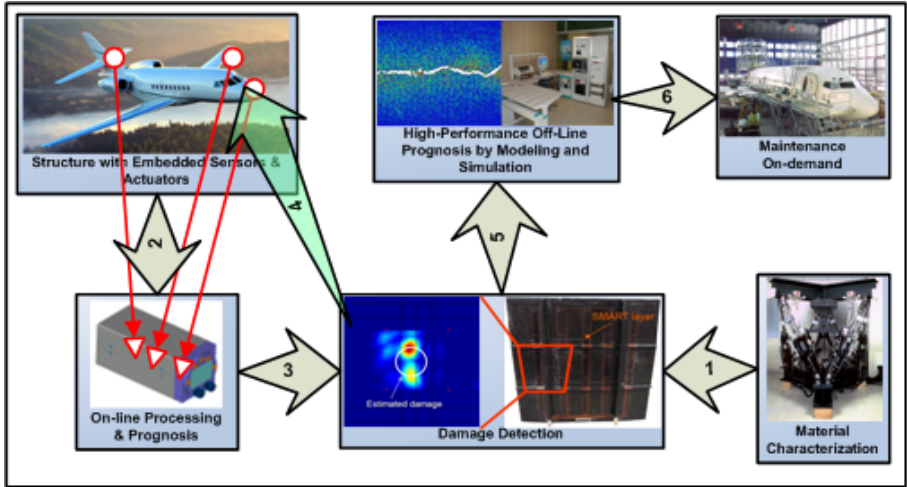 Structure with Embedded Sensors &
Actuators
High-Performance Off-Line
Prognosis by Modeling and
Simulation
6
Maintenance
On-demand
2
4
5
On-line Processing
& Prognosis
3
Estimated damage
SMART layer
Damage Detection
1
Material
Characterization